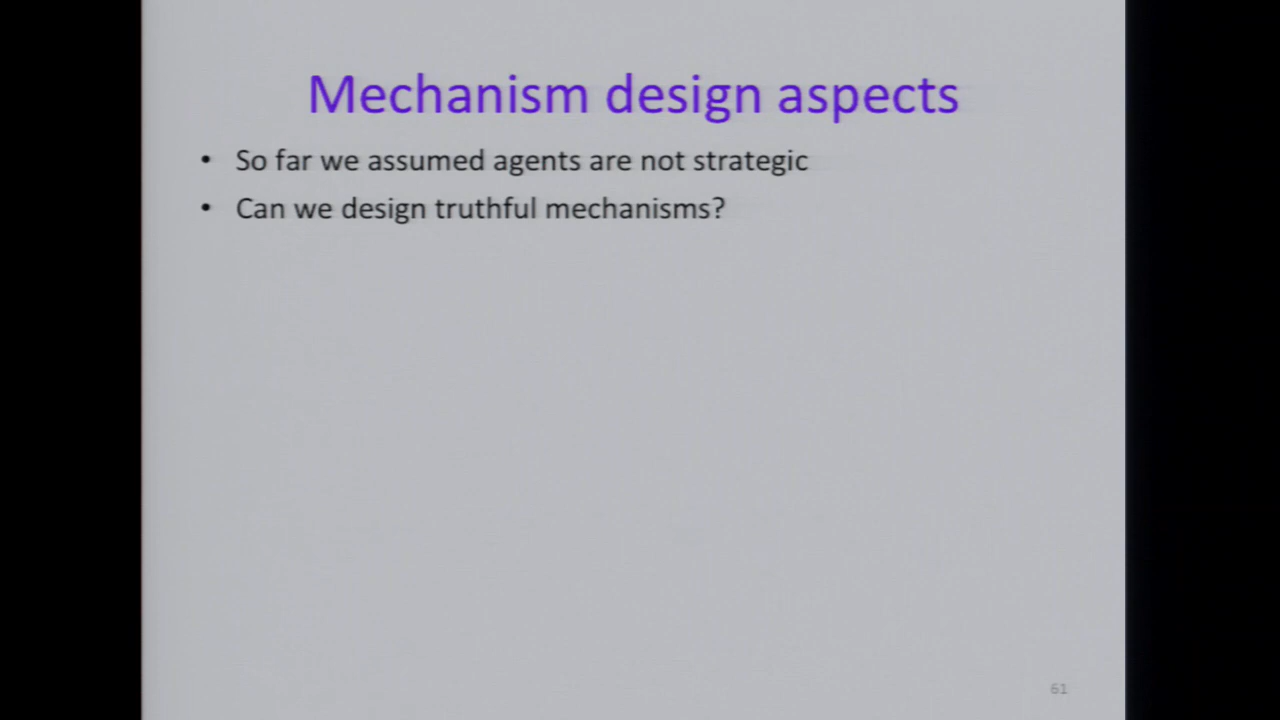 Mechanism design aspects
• So far we assumed agents are not strategic
• Can we design truthful mechanisms?
61